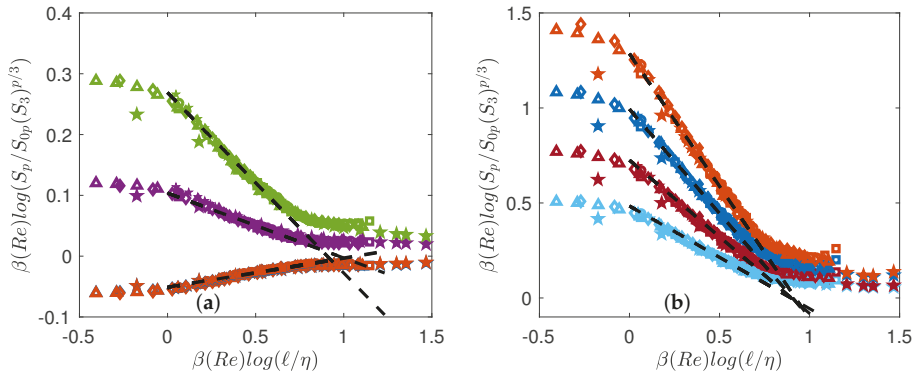 β(Re)log(S_p/S_{0p}(S_3)^{p/3})
0.4
0.3
0.2
0.1
0
-0.1
(a)
-0.5 0 0.5 1 1.5
β(Re)log(ℓ/η)
β(Re)log(S_p/S_{0p}(S_3)^{p/3})
1.5
1
0.5
0
(b)
-0.5 0 0.5 1 1.5
β(Re)log(ℓ/η)